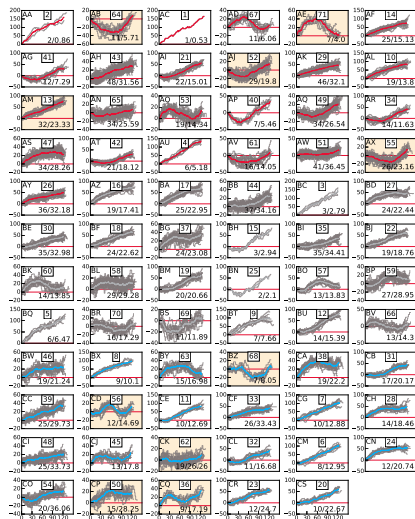 AA 2 2/0.86
AB 64 11/5.71
AC 1 1/0.53
AD 67 11/6.06
AE 71 7/4.0
AF 14 25/15.13
AG 41 12/7.29
AH 43 48/31.56
AI 21 22/15.01
AJ 52 29/19.8
AK 29 46/32.1
AL 10 19/13.8
AM 13 32/23.33
AN 65 34/25.59
AO 53 19/14.34
AP 40 7/5.46
AQ 49 34/26.54
AR 34 14/11.63
AS 47 34/28.26
AT 42 21/18.12
AU 4 6/5.18
AV 61 16/14.05
AW 51 41/36.45
AX 55 26/23.16
AY 26 36/32.18
AZ 16 19/17.41
BA 17 25/22.95
BB 44 37/34.16
BC 3 3/2.79
BD 27 24/22.44
BE 30 35/32.98
BF 18 24/22.62
BG 37 24/23.08
BH 15 3/2.94
BI 35 35/34.41
BJ 22 19/18.76
BK 60 14/13.85
BL 58 29/29.28
BM 19 20/20.66
BN 25 2/2.1
BO 57 13/13.83
BP 59 27/28.95
BQ 5 6/6.47
BR 70 16/17.29
BS 69 11/11.89
BT 9 7/7.66
BU 12 14/15.39
BV 66 13/14.3
BW 46 19/21.24
BX 8 9/10.1
BY 63 15/16.98
BZ 68 7/8.05
CA 38 19/22.2
CB 31 17/20.17
CC 39 25/29.73
CD 56 12/14.69
CE 11 10/12.69
CF 33 26/33.43
CG 7 10/12.88
CH 28 14/18.46
CI 48 25/33.73
CJ 45 13/17.8
CK 62 19/26.26
CL 32 11/16.68
CM 6 8/12.95
CN 24 12/20.74
CO 54 20/36.06
CP 50 15/28.25
CQ 36 9/17.19
CR 23 12/24.7
CS 20 10/22.67
0 30 60 90 120